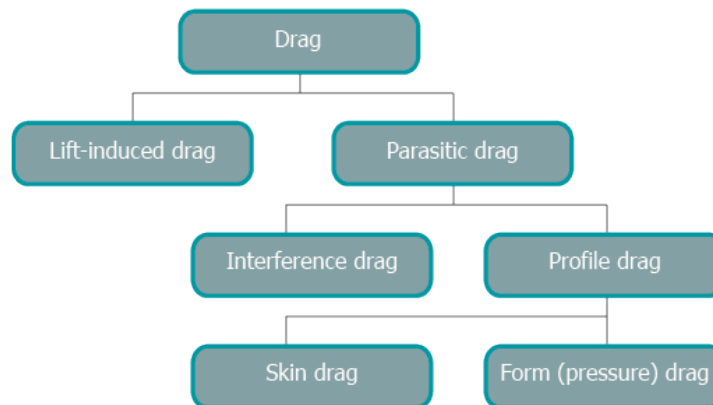 Drag
Lift-induced drag
Parasitic drag
Interference drag
Profile drag
Skin drag
Form (pressure) drag